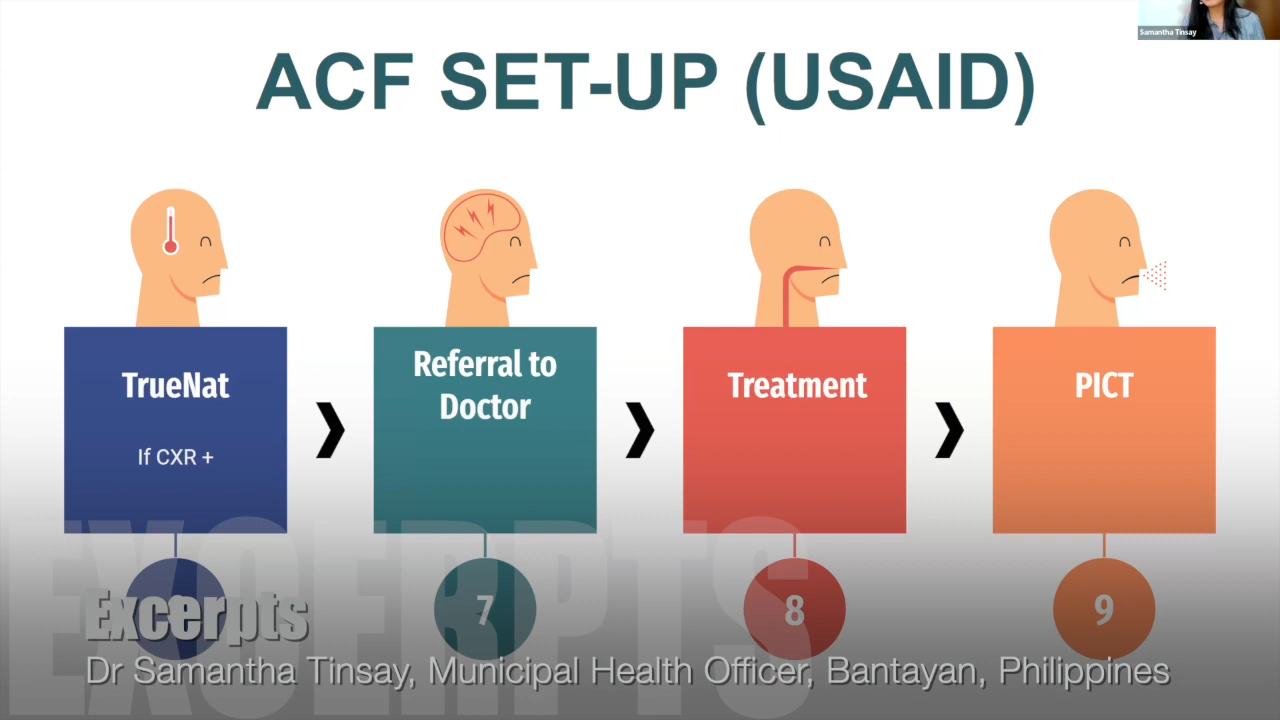 Samantha Tinsay
ACF SET-UP (USAID)
TrueNat
If CXR +
Referral to
Doctor
Treatment
PICT
7
8
9
EXCERPTS
Excerpts
Dr Samantha Tinsay, Municipal Health Officer, Bantayan, Philippines